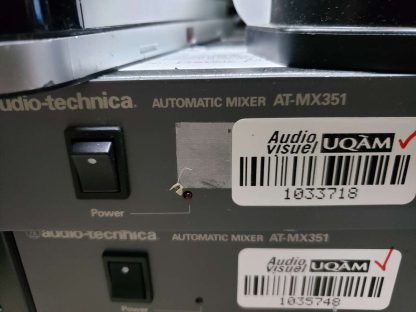 audio-technica. AUTOMATIC MIXER AT-MX351
Audio
visuel UQÀM
1033718
Power
audio-technica AUTOMATIC MIXER AT-MX351
Audio
visuel UQÀM
1035748
Power